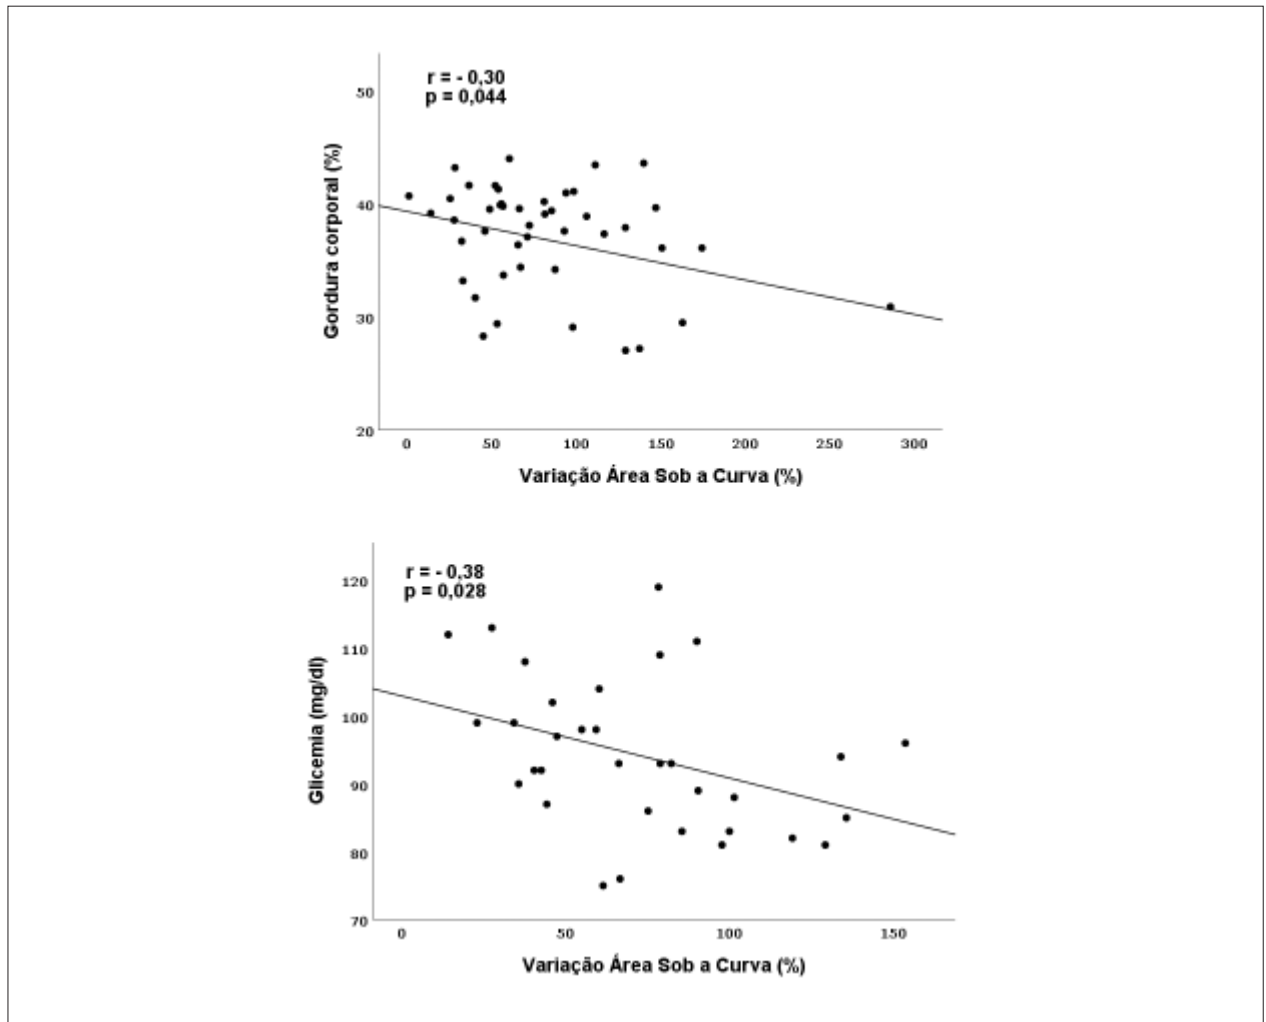 r = - 0,30
p = 0,044
Gordura corporal (%)
50
40
30
20
0 50 100 150 200 250 300
Variação Área Sob a Curva (%)
r = - 0,38
p = 0,028
Glicemia (mg/dl)
120
110
100
90
80
70
0 50 100 150
Variação Área Sob a Curva (%)